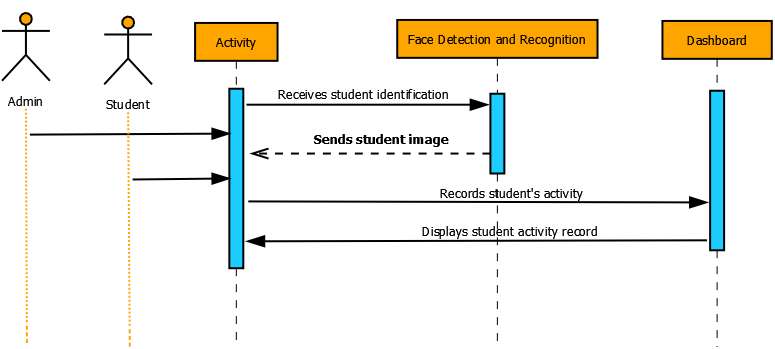 Activity
Face Detection and Recognition
Dashboard
Admin
Student
Receives student identification
Sends student image
Records student's activity
Displays student activity record